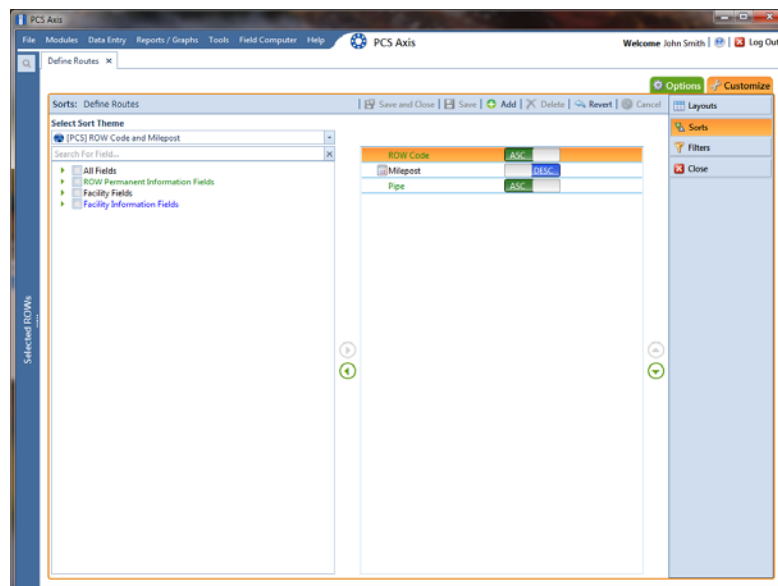 PCS Axis
File Modules Data Entry Reports / Graphs Tools Field Computer Help PCS Axis Welcome John Smith | | Log Out
Define Routes
Options Customize
Sorts: Define Routes | Save and Close | Save | Add | Delete | Revert | Cancel
Layouts
Select Sort Theme
Sorts
[PCS] ROW Code and Milepost
Search For Field...
Filters
ROW Code ASC
All Fields
Close
Milepost DESC
ROW Permanent Information Fields
Pipe ASC
Facility Fields
Facility Information Fields
Selected ROWs